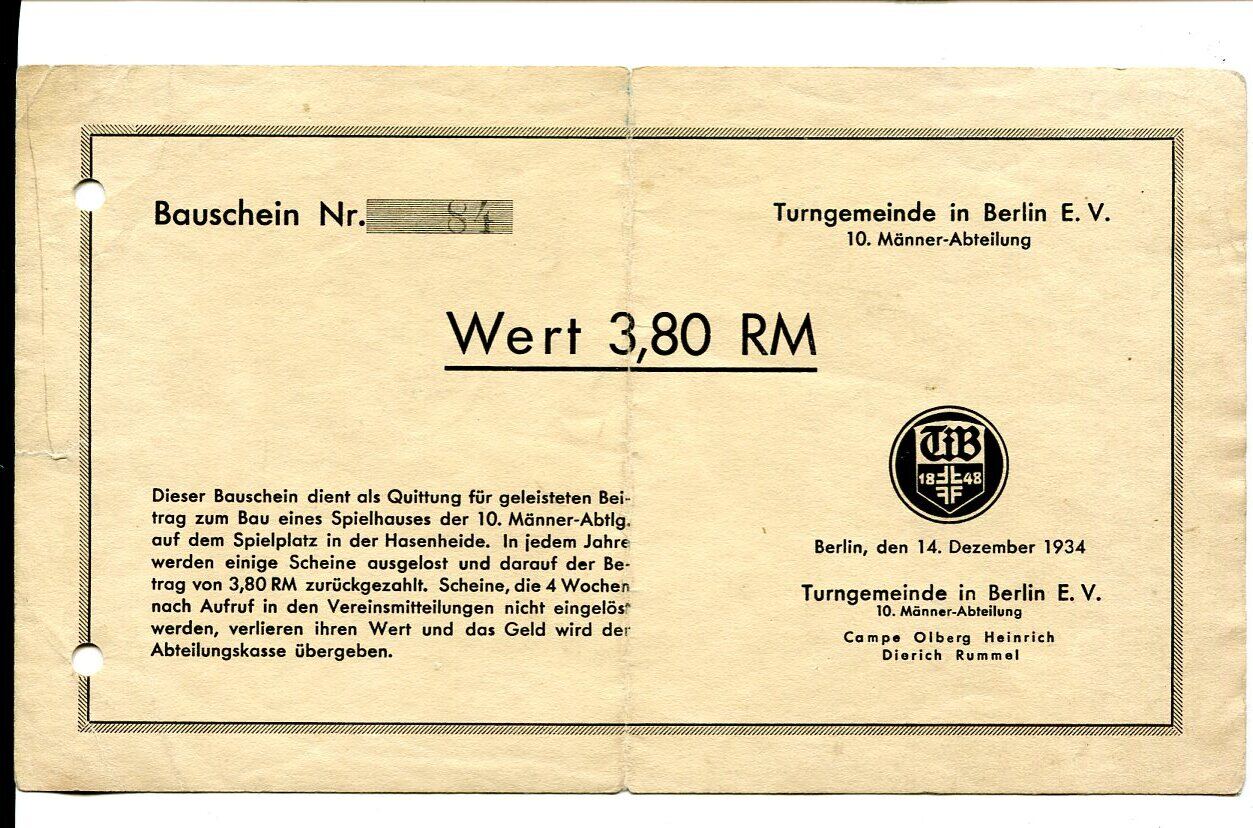 Bauschein Nr. 84
Turngemeinde in Berlin E. V.
10. Männer-Abteilung
Wert 3,80 RM
Dieser Bauschein dient als Quittung für geleisteten Bei-
trag zum Bau eines Spielhauses der 10. Männer-Abtlg.
auf dem Spielplatz in der Hasenheide. In jedem Jahre
werden einige Scheine ausgelost und darauf der Be-
trag von 3,80 RM zurückgezahlt. Scheine, die 4 Wochen
nach Aufruf in den Vereinsmitteilungen nicht eingelöst
werden, verlieren ihren Wert und das Geld wird der
Abteilungskasse übergeben.
TiB
1848
FFFF
Berlin, den 14. Dezember 1934
Turngemeinde in Berlin E. V.
10. Männer-Abteilung
Campe Olberg Heinrich
Dierich Rummel